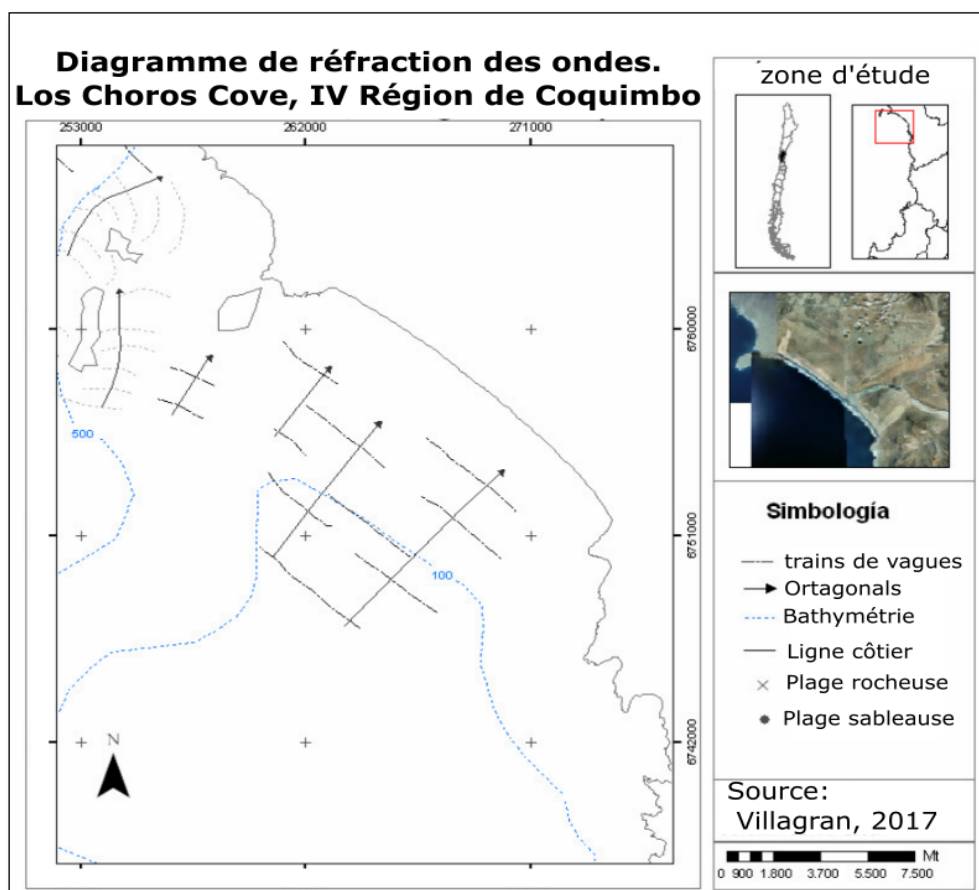 Diagramme de réfraction des ondes.
Los Choros Cove, IV Région de Coquimbo
253000
262000
271000
6760000
6751000
6742000
500
100
N
zone d'étude
Simbología
trains de vagues
Ortagonals
Bathymétrie
Ligne côtier
Plage rocheuse
Plage sableause
Source:
Villagran, 2017
Mt
0 900 1.800 3.700 5.500 7.500